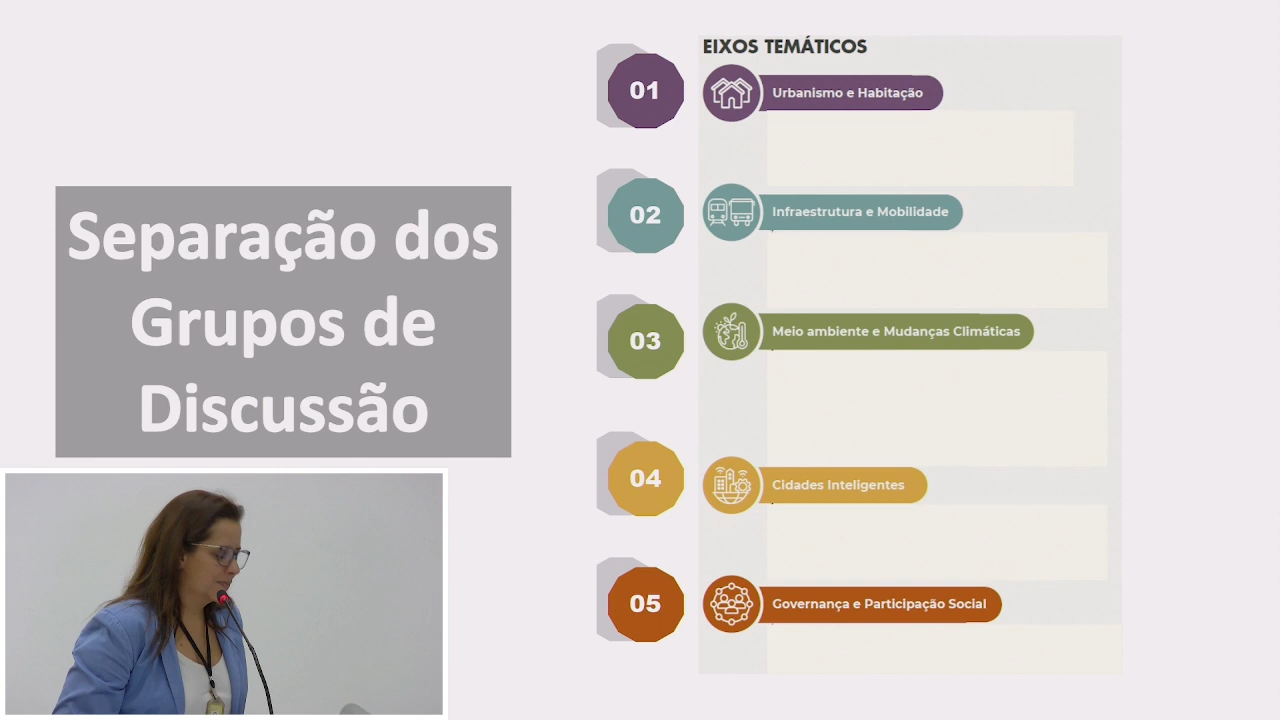 Separação dos
Grupos de
Discussão
EIXOS TEMÁTICOS
01
Urbanismo e Habitação
02
Infraestrutura e Mobilidade
03
Meio ambiente e Mudanças Climáticas
04
Cidades Inteligentes
05
Governança e Participação Social